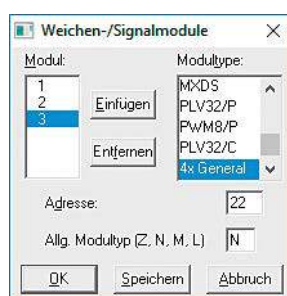 Weichen-/Signalmodule
Modul:
Modultype:
1
2
3
Einfügen
Entfernen
MXDS
PLV32/P
PWM8/P
PLV32/C
4x General
Adresse:
22
Allg. Modultyp (Z, N, M, L)
N
OK
Speichern
Abbruch